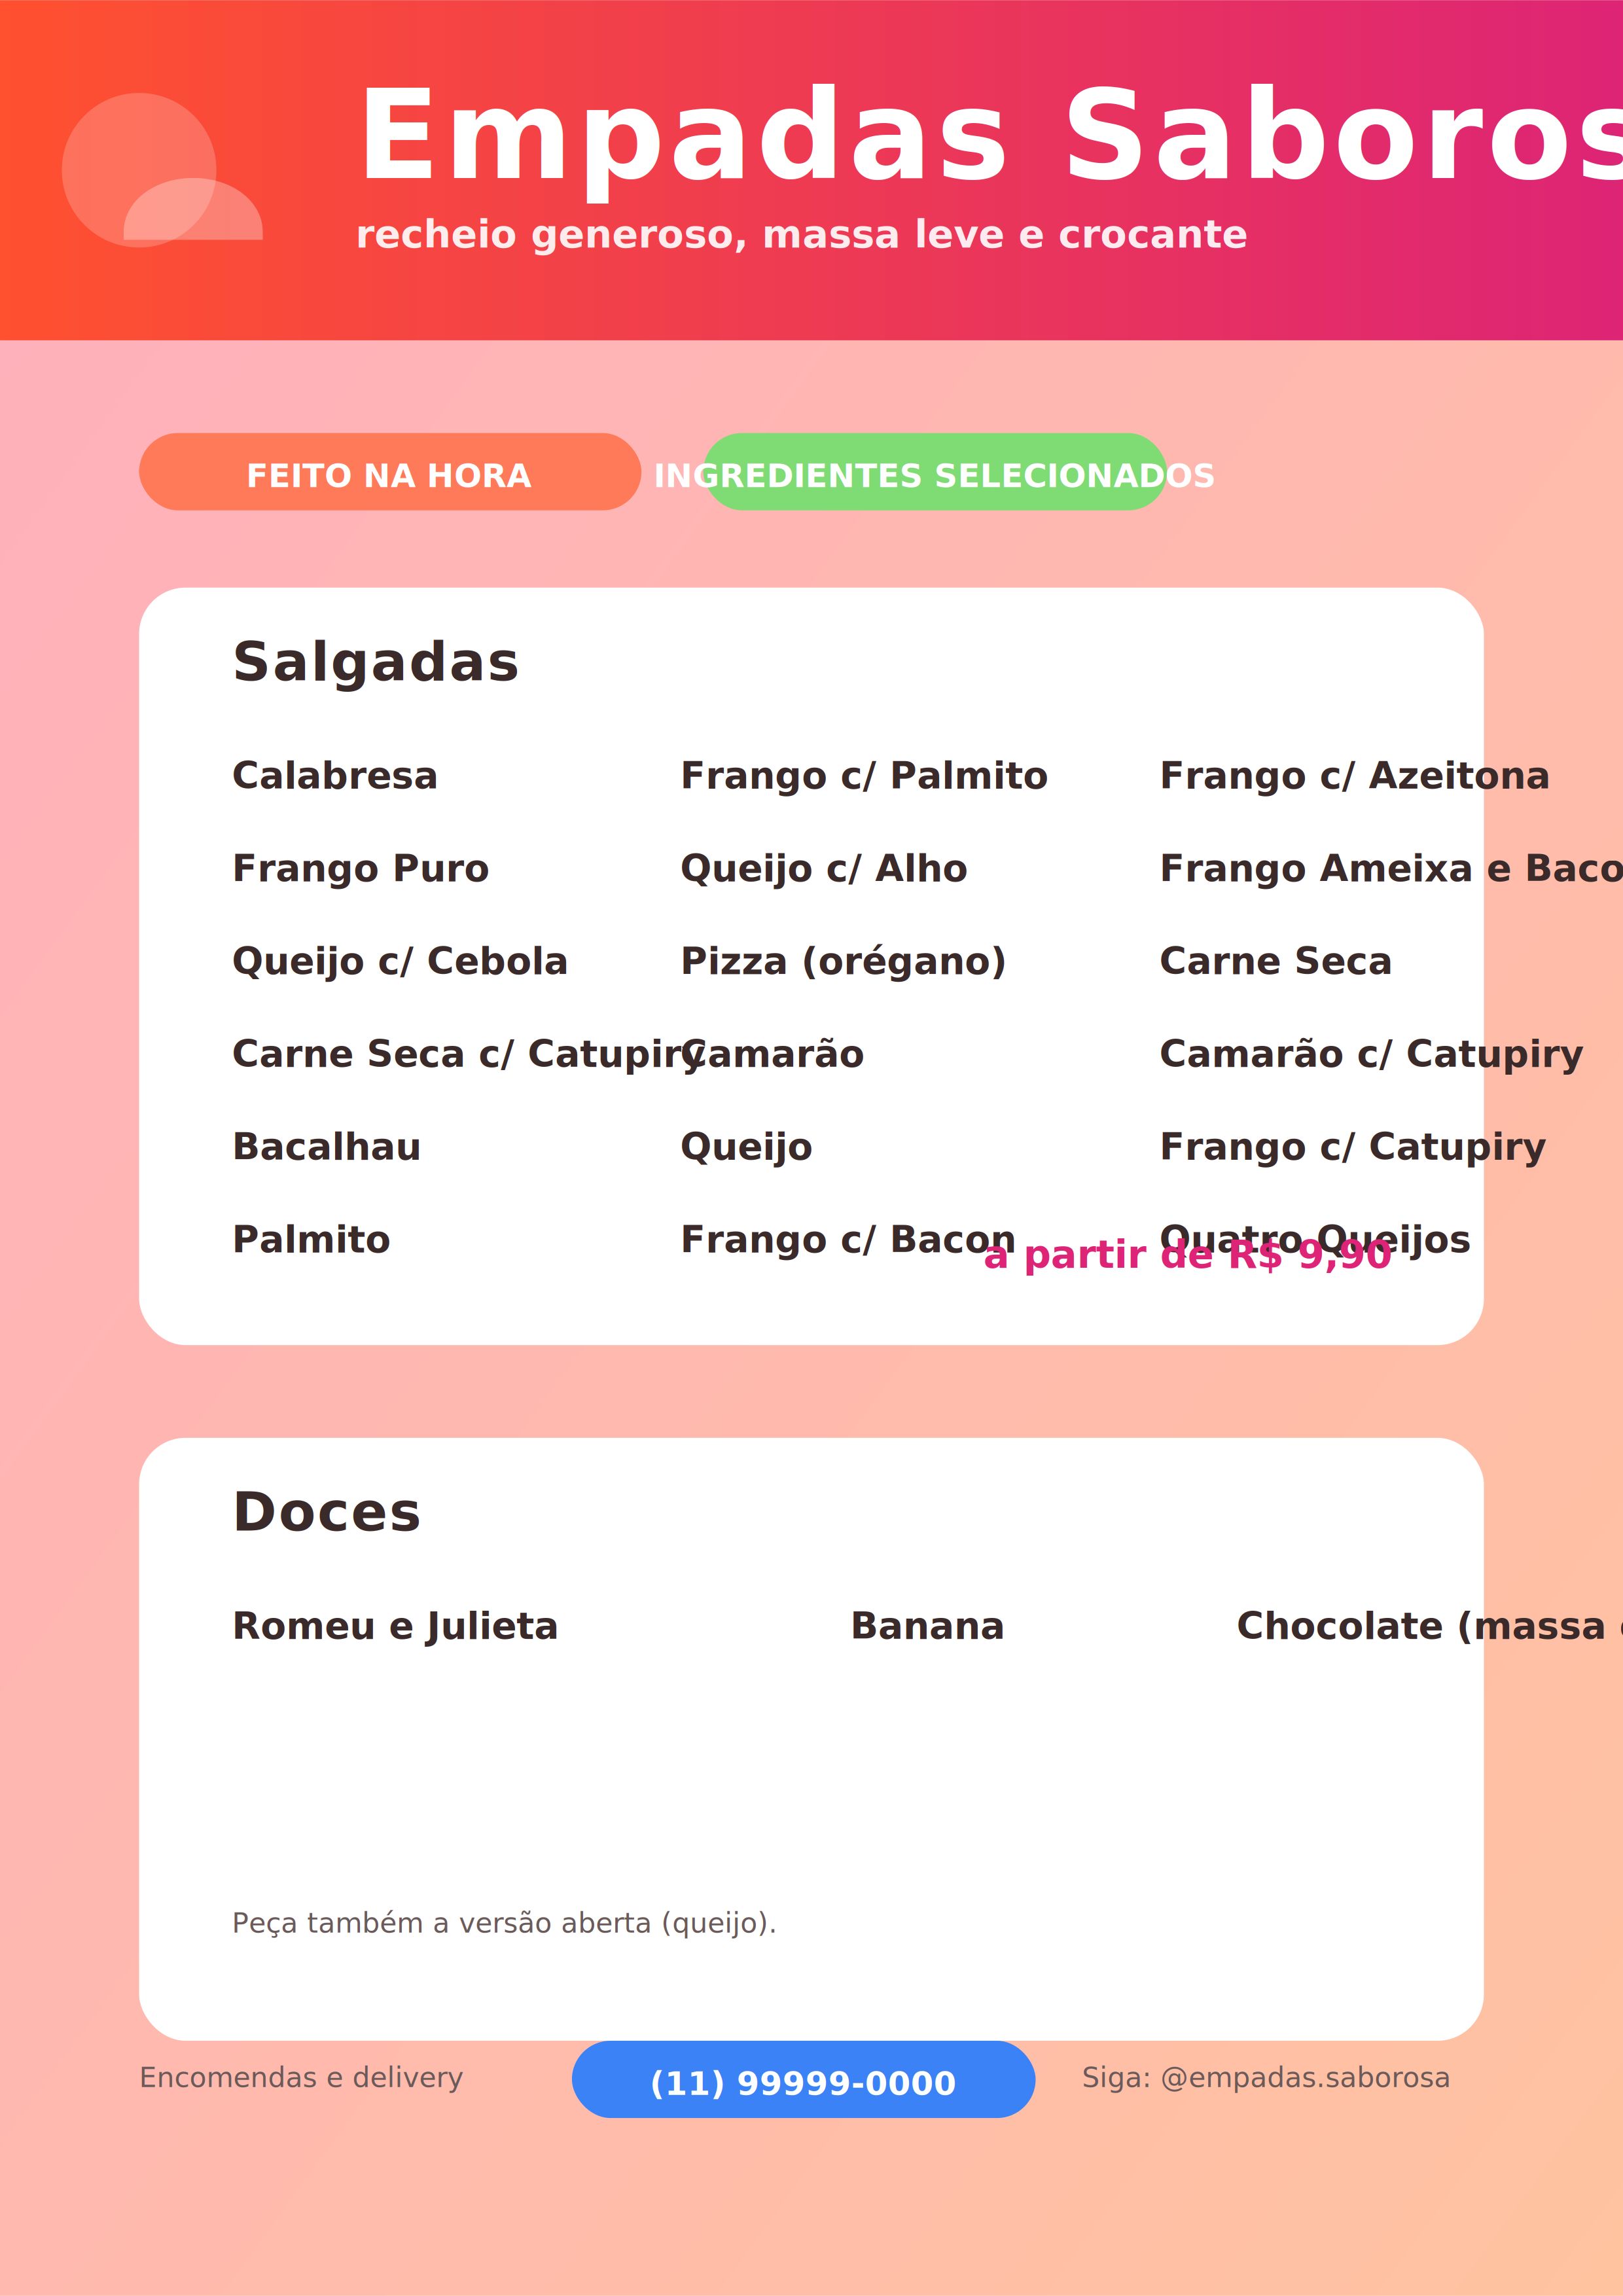 Empadas Saboros
recheio generoso, massa leve e crocante
FEITO NA HORA
INGREDIENTES SELECIONADOS
Salgadas
Calabresa
Frango c/ Palmito
Frango c/ Azeitona
Frango Puro
Queijo c/ Alho
Frango Ameixa e Baco
Queijo c/ Cebola
Pizza (orégano)
Carne Seca
Carne Seca c/ Catupiry
Camarão
Camarão c/ Catupiry
Bacalhau
Queijo
Frango c/ Catupiry
Palmito
Frango c/ Bacon
Quatro Queijos
a partir de R$ 9,90
Doces
Romeu e Julieta
Banana
Chocolate (massa
Peça também a versão aberta (queijo).
Encomendas e delivery
(11) 99999-0000
Siga: @empadas.saborosa